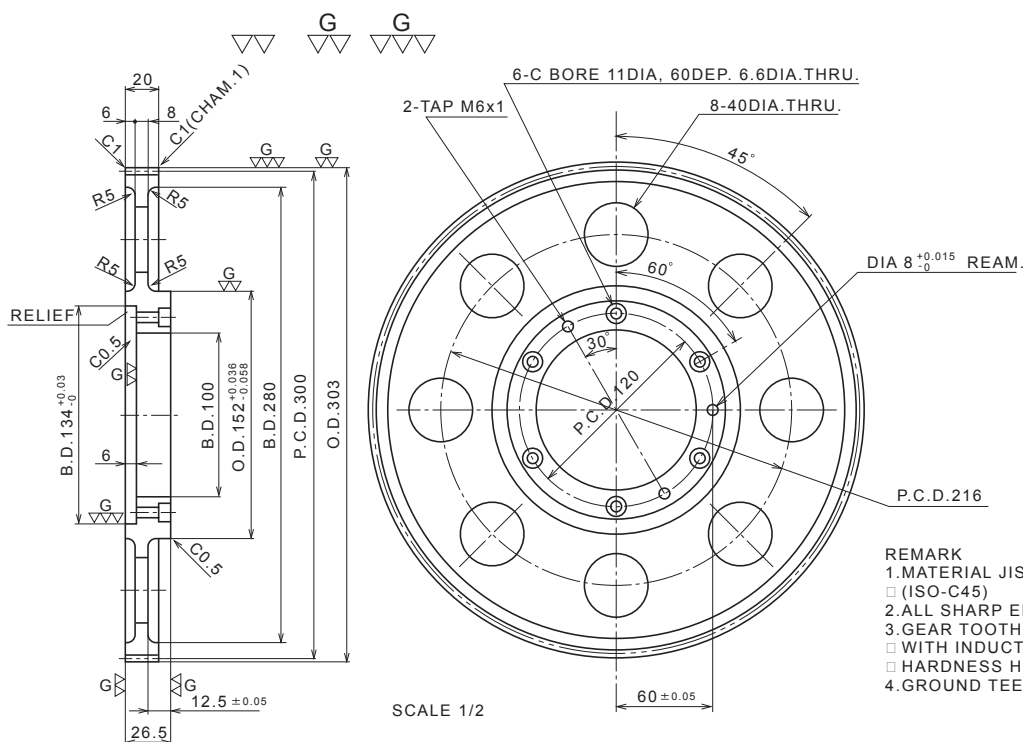 G
G
20
6
8
C1(CHAM.1)
C1
G
G
R5
R5
R5
R5
G
RELIEF
C0.5
G
B.D.134 +0.03 -0
6
B.D.100
O.D.152 +0.036 -0.058
B.D.280
P.C.D.300
O.D.303
C0.5
G
G
12.5 ±0.05
26.5
SCALE 1/2
6-C BORE 11DIA, 60DEP. 6.6DIA.THRU.
2-TAP M6x1
8-40DIA.THRU.
45°
60°
30°
DIA 8 +0.015 -0 REAM.
P.C.D.120
P.C.D.216
60 ±0.05
REMARK
1.MATERIAL JIS
□ (ISO-C45)
2.ALL SHARP
3.GEAR TOOTH
□ WITH INDUCT
□ HARDNESS H
4.GROUND TEE